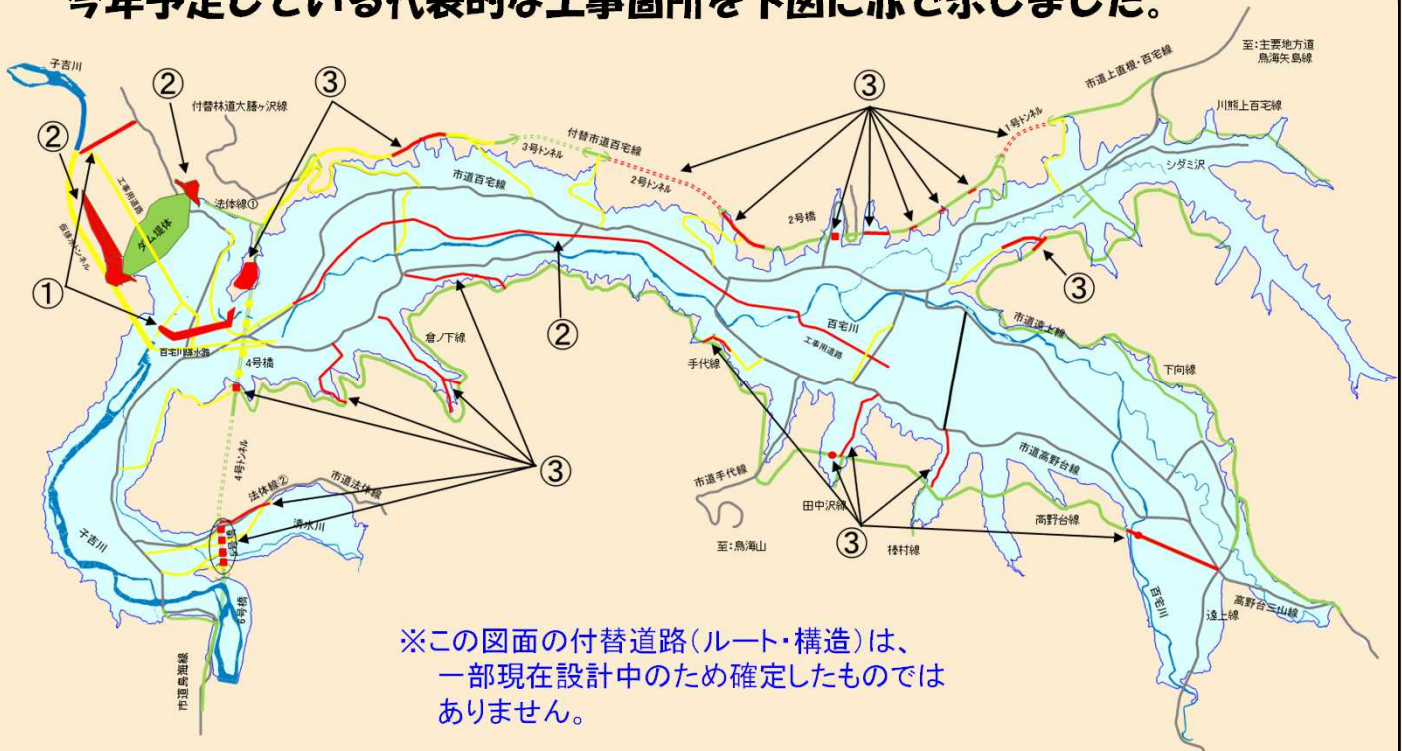 今年予定している代表的な工事箇所を下図に赤で示しました。
子吉川
②
付替林道大膳ヶ沢線
③
③
至:主要地方道
鳥海矢島線
市道上直根・百宅線
川熊上百宅線
②
工事用道路
仮排水トンネル
ダム堤体
法体線①
市道百宅線
3号トンネル
付替市道百宅線
2号トンネル
1号トンネル
2号橋
シダミ沢
①
③
百宅川
工事用道路
市道遠上線
百宅川導水路
4号橋
倉ノ下線
②
手代線
下向線
4号トンネル
③
市道高野台線
法体線②
市道法体線
清水川
5号橋
市道手代線
田中沢線
至:鳥海山
③
高野台線
子吉川
6号橋
市道鳥海線
百宅川
遠上線
高野台三山線
※この図面の付替道路(ルート・構造)は、
一部現在設計中のため確定したものでは
ありません。